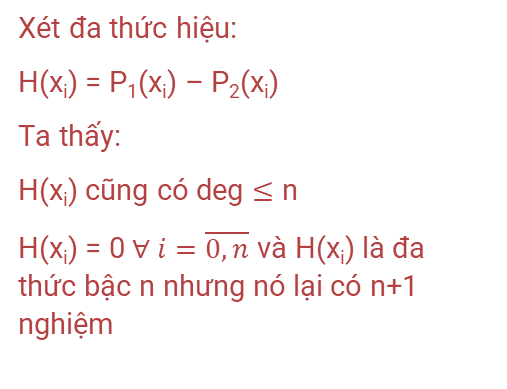 Xét đa thức hiệu:
H(xᵢ) = P₁(xᵢ) – P₂(xᵢ)
Ta thấy:
H(xᵢ) cũng có deg ≤ n
H(xᵢ) = 0 ∀ i = \overline{0, n} và H(xᵢ) là đa
thức bậc n nhưng nó lại có n+1
nghiệm